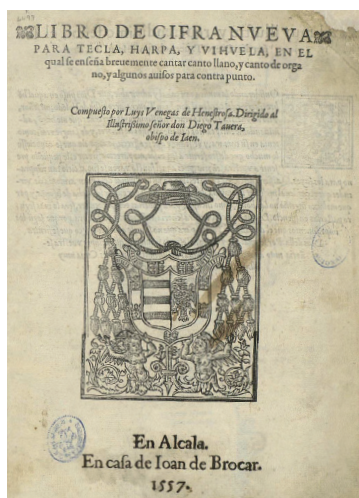 LIBRO DE CIFRA NVEVA
PARA TECLA, HARPA, Y VIHVELA, EN EL
qual ſe enſeña breuemente cantar canto llano, y canto de orga
no, y algunos auiſos para contra punto.
Compueſto por Luys Venegas de Heneſtroſa. Dirigido al
Illuſtriſsimo ſeñor don Diego Tauera,
obiſpo de Iaen.
En Alcala.
En caſa de Ioan de Brocar.
1557.